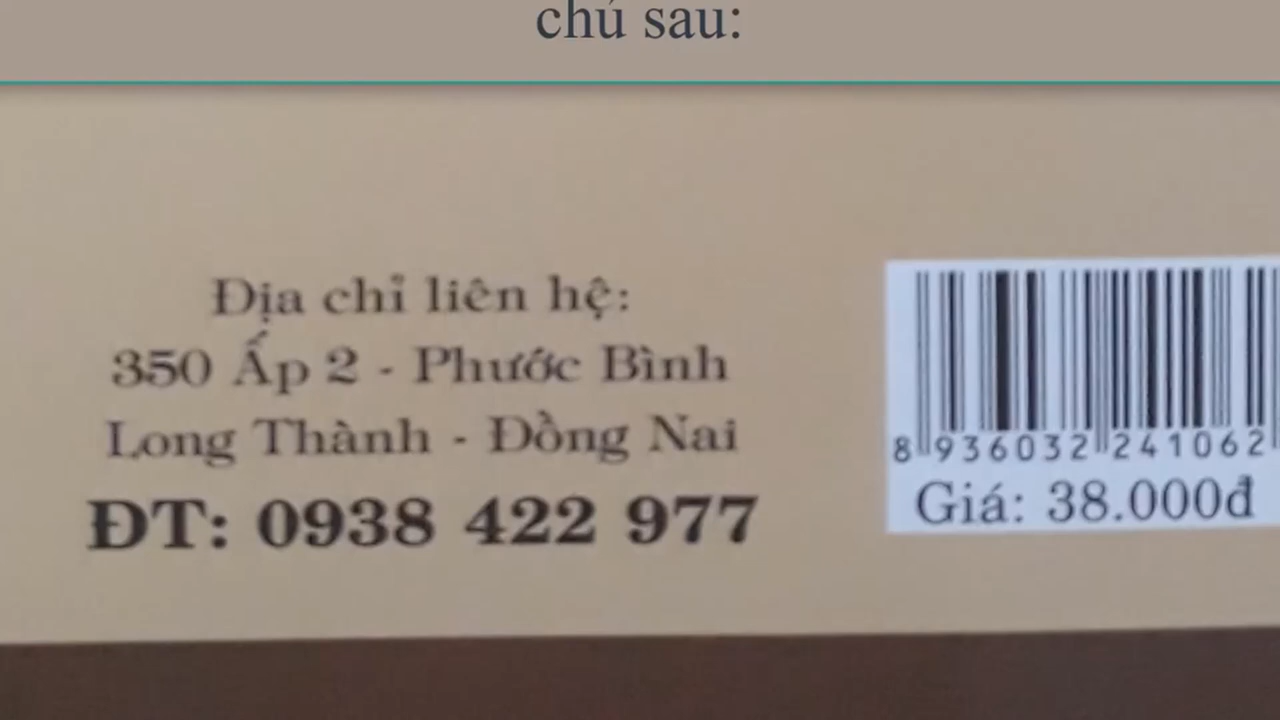 chú sau:
Địa chỉ liên hệ:
350 Ấp 2 - Phước Bình
Long Thành - Đồng Nai
ĐT: 0938 422 977
8 936032 241062
Giá: 38.000đ